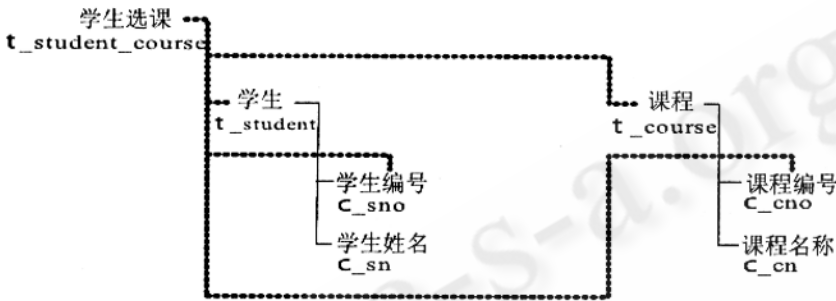 学生选课
t_student_course
学生
t_student
课程
t_course
学生编号
c_sno
课程编号
c_cno
学生姓名
c_sn
课程名称
c_cn
-s-a.org